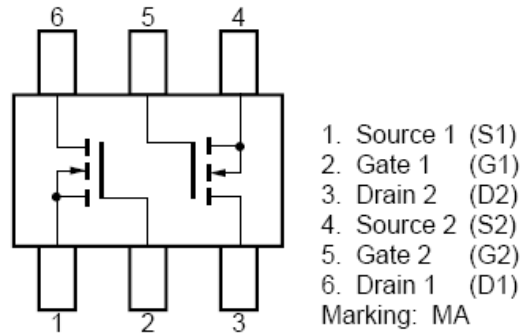 6 5 4
1. Source 1 (S1)
2. Gate 1 (G1)
3. Drain 2 (D2)
4. Source 2 (S2)
5. Gate 2 (G2)
6. Drain 1 (D1)
Marking: MA
1 2 3